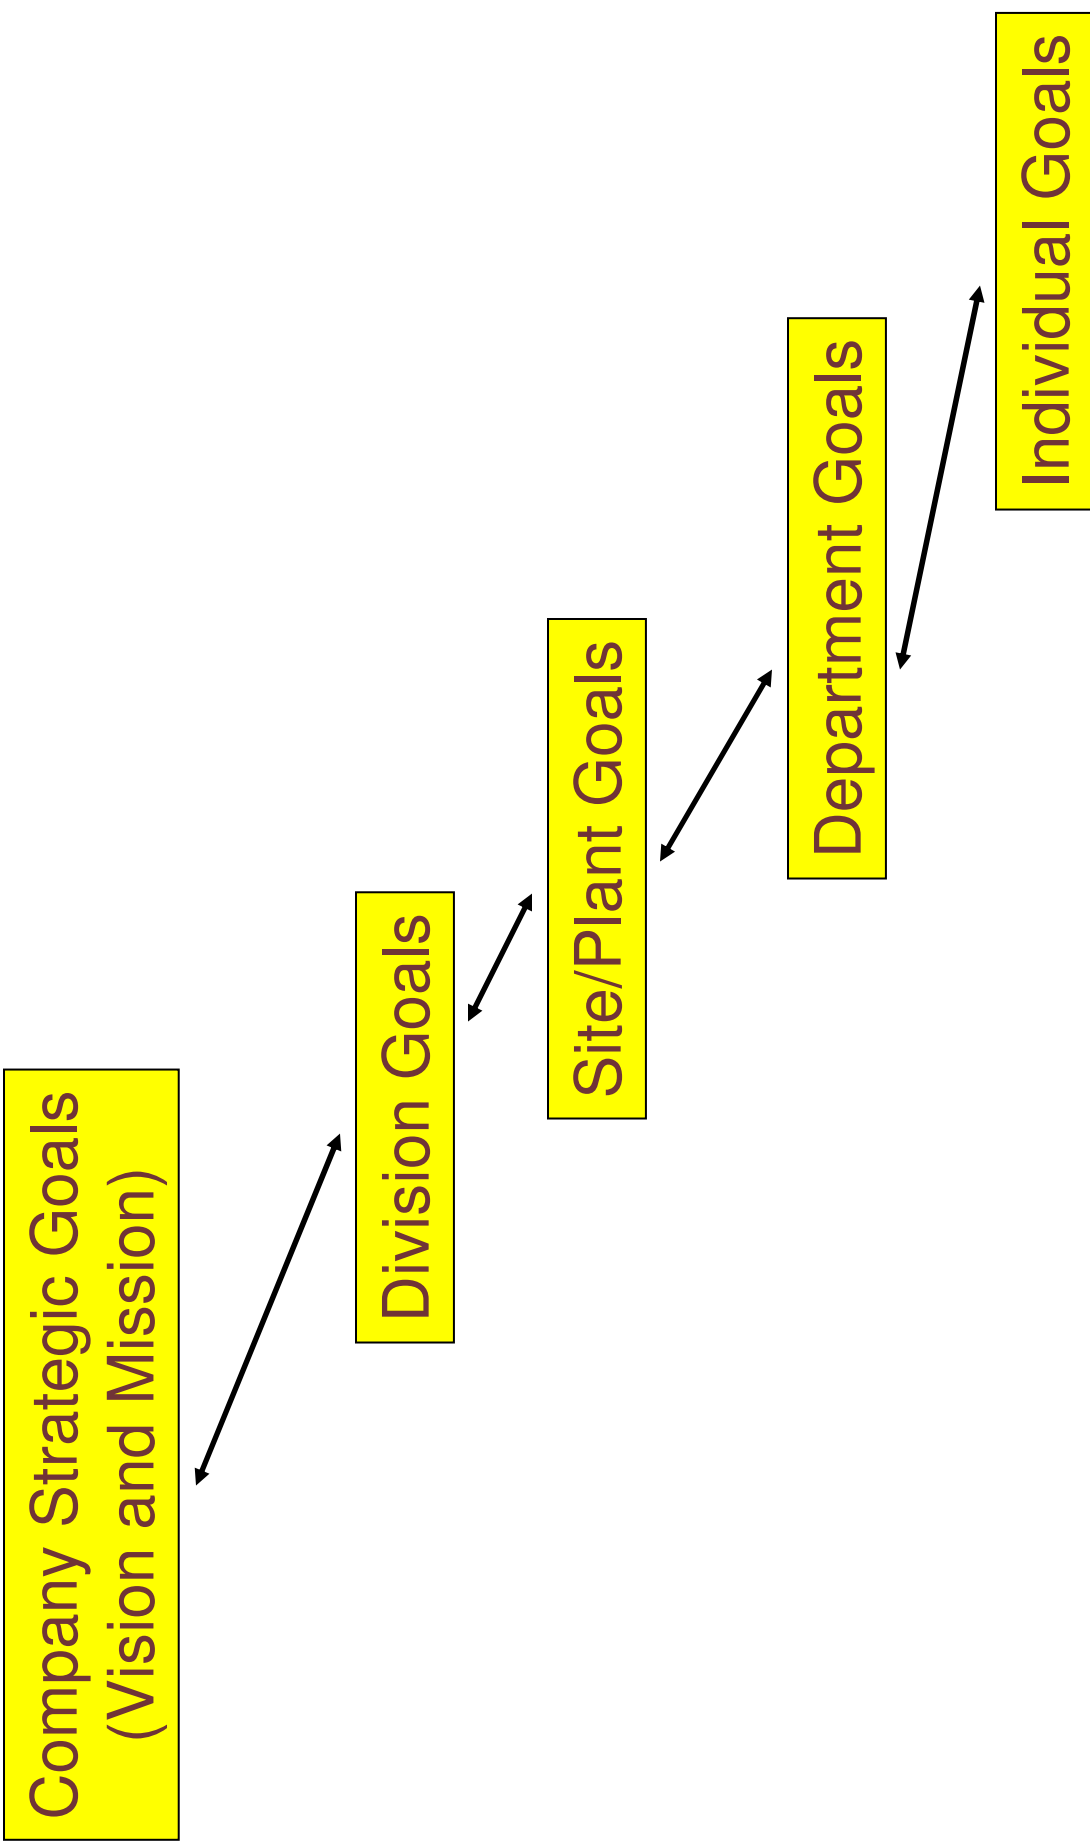 Company Strategic Goals
(Vision and Mission)
Division Goals
Site/Plant Goals
Department Goals
Individual Goals